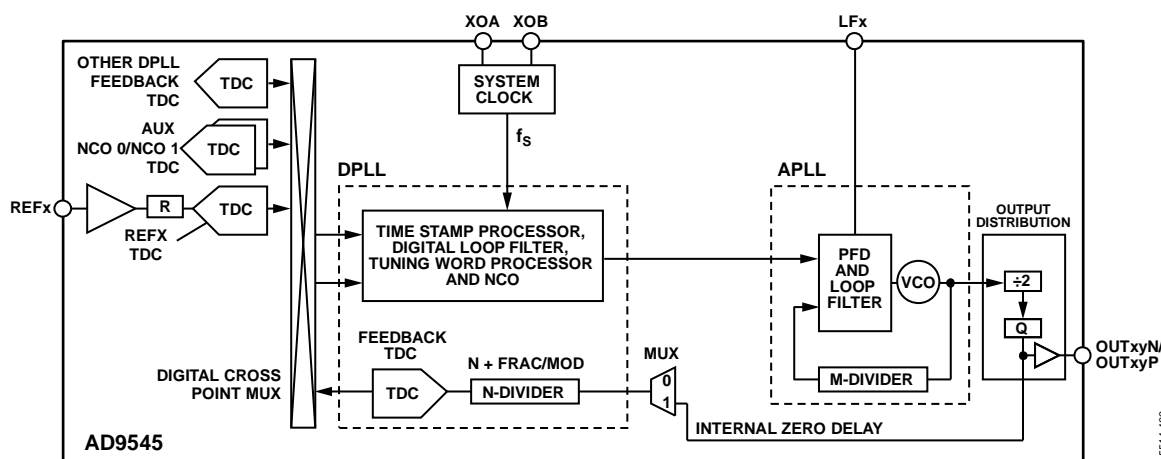 XOA
XOB
LFx
OTHER DPLL
FEEDBACK
TDC
TDC
SYSTEM
CLOCK
AUX
NCO 0/NCO 1
TDC
TDC
fS
DPLL
APLL
REFx
R
TDC
REFX
TDC
TIME STAMP PROCESSOR,
DIGITAL LOOP FILTER,
TUNING WORD PROCESSOR
AND NCO
PFD
AND
LOOP
FILTER
VCO
OUTPUT
DISTRIBUTION
÷2
Q
OUTxyN/
OUTxyP
FEEDBACK
TDC
N + FRAC/MOD
MUX
DIGITAL CROSS
POINT MUX
TDC
N-DIVIDER
0
1
M-DIVIDER
INTERNAL ZERO DELAY
AD9545